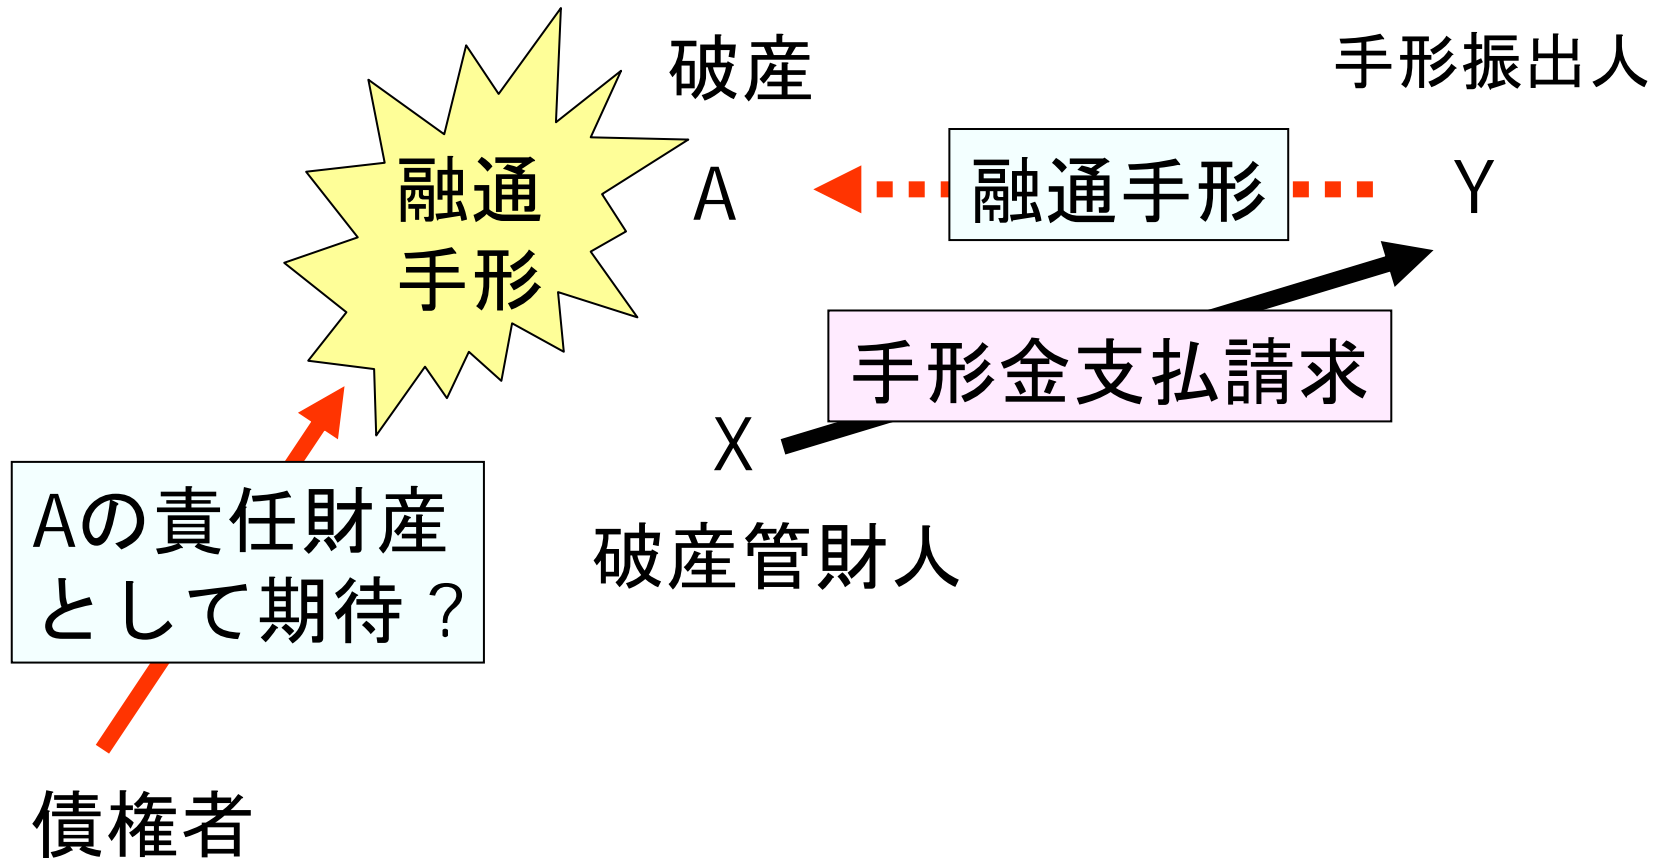 破産
手形振出人
融通
手形
A
融通手形
Y
手形金支払請求
X
破産管財人
Aの責任財産
として期待？
債権者